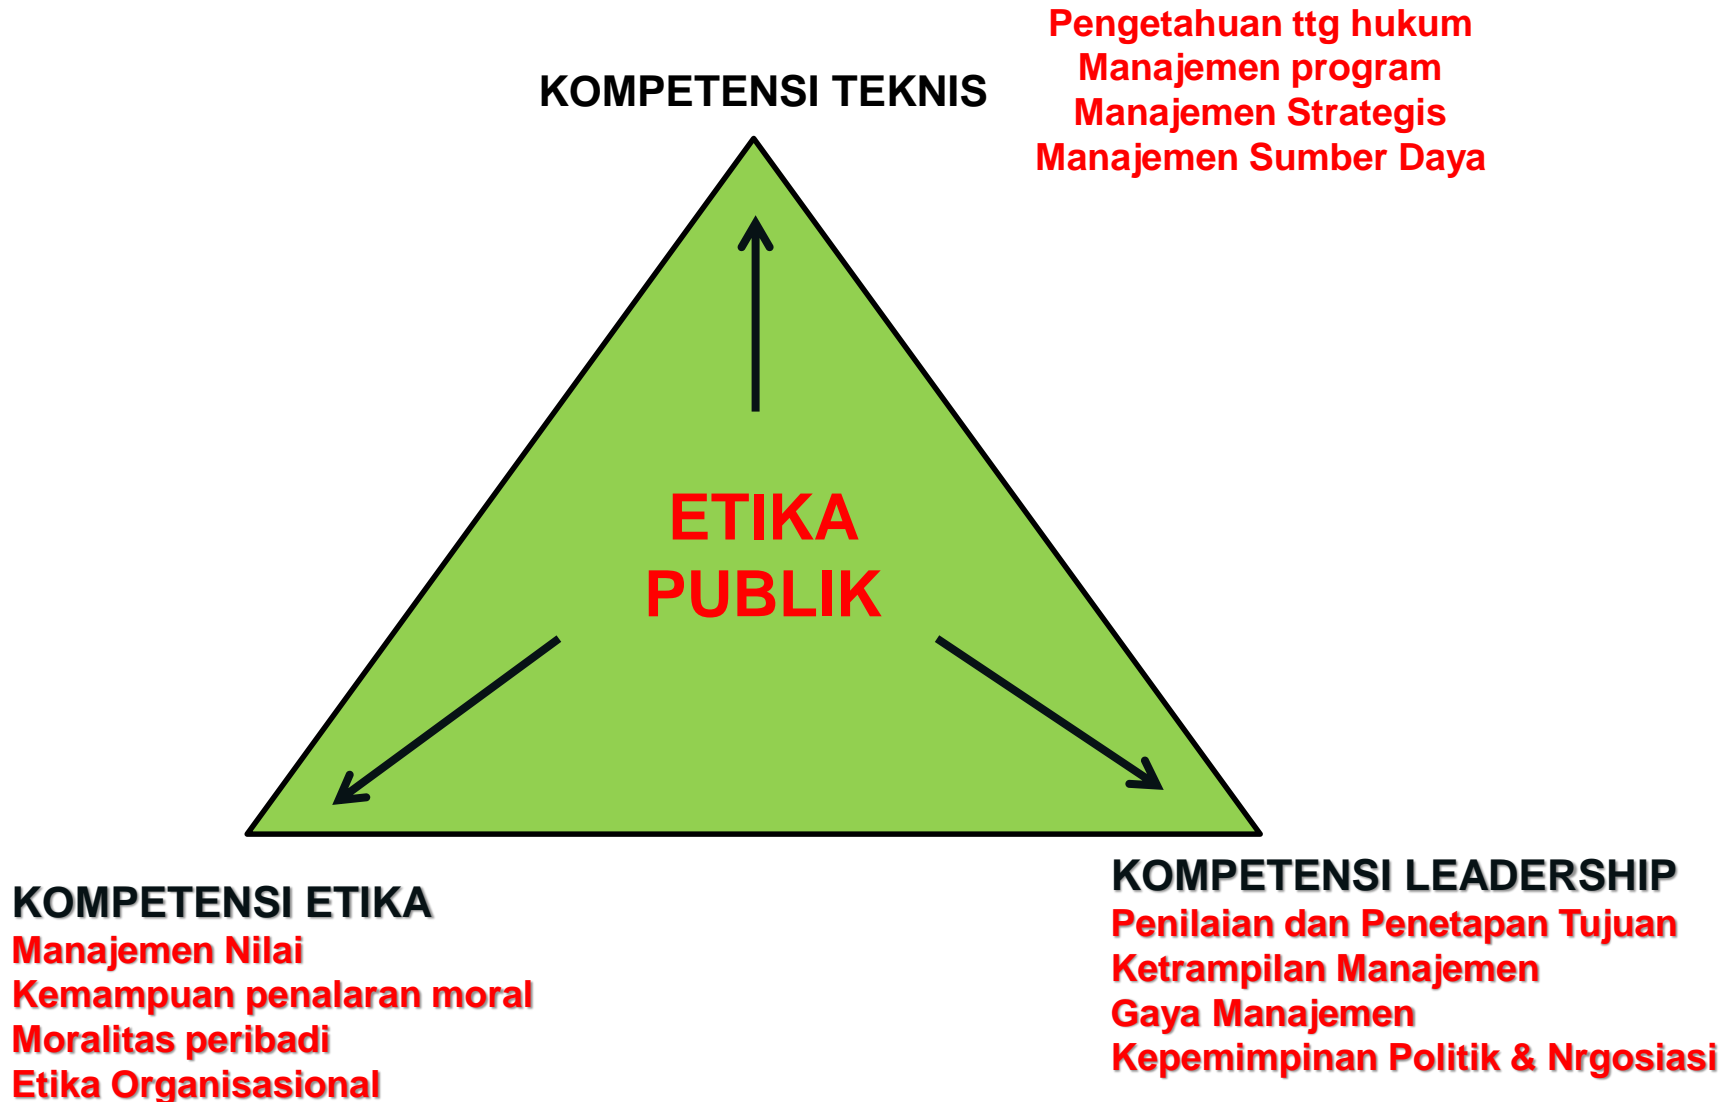 Pengetahuan ttg hukum
Manajemen program
Manajemen Strategis
Manajemen Sumber Daya
KOMPETENSI TEKNIS
ETIKA
PUBLIK
KOMPETENSI ETIKA
Manajemen Nilai
Kemampuan penalaran moral
Moralitas peribadi
Etika Organisasional
KOMPETENSI LEADERSHIP
Penilaian dan Penetapan Tujuan
Ketrampilan Manajemen
Gaya Manajemen
Kepemimpinan Politik & Nrgosiasi